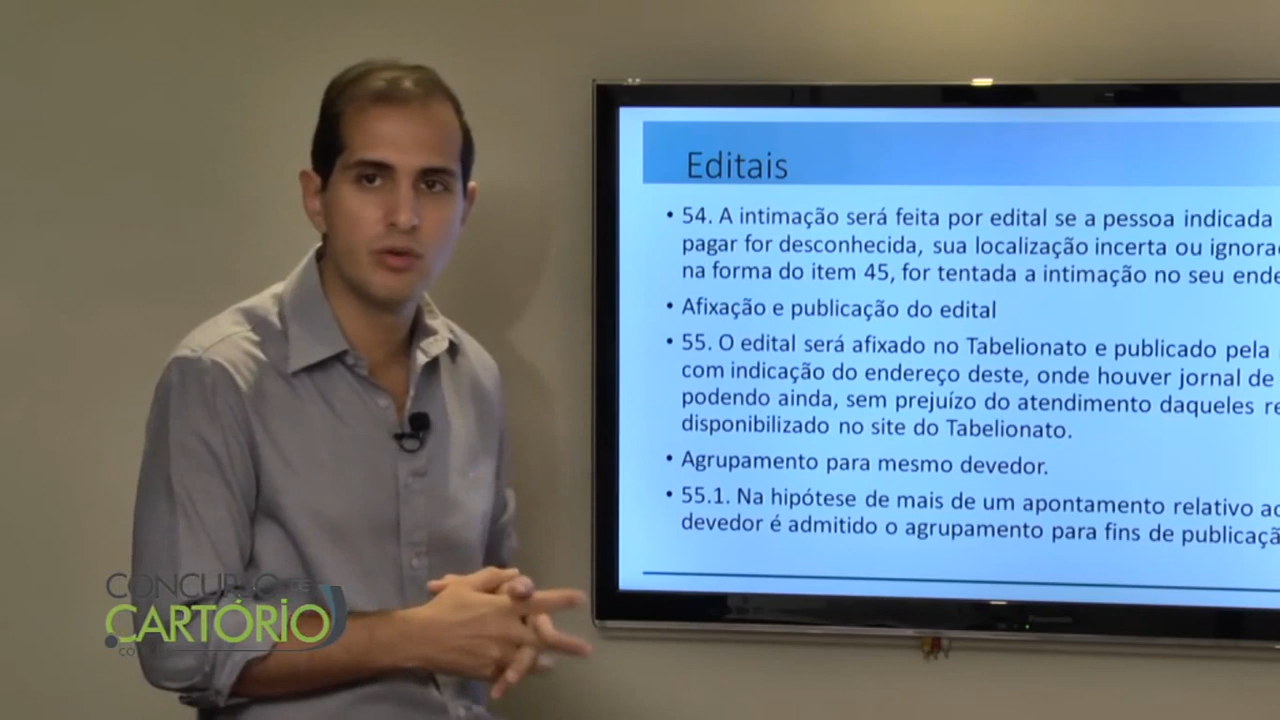 Editais
• 54. A intimação será feita por edital se a pessoa indicada
pagar for desconhecida, sua localização incerta ou ignora
na forma do item 45, for tentada a intimação no seu ende
• Afixação e publicação do edital
• 55. O edital será afixado no Tabelionato e publicado pela
com indicação do endereço deste, onde houver jornal de
podendo ainda, sem prejuízo do atendimento daqueles re
disponibilizado no site do Tabelionato.
• Agrupamento para mesmo devedor.
• 55.1. Na hipótese de mais de um apontamento relativo ao
devedor é admitido o agrupamento para fins de publicaçã
CONCURSO DE
CARTÓRIO